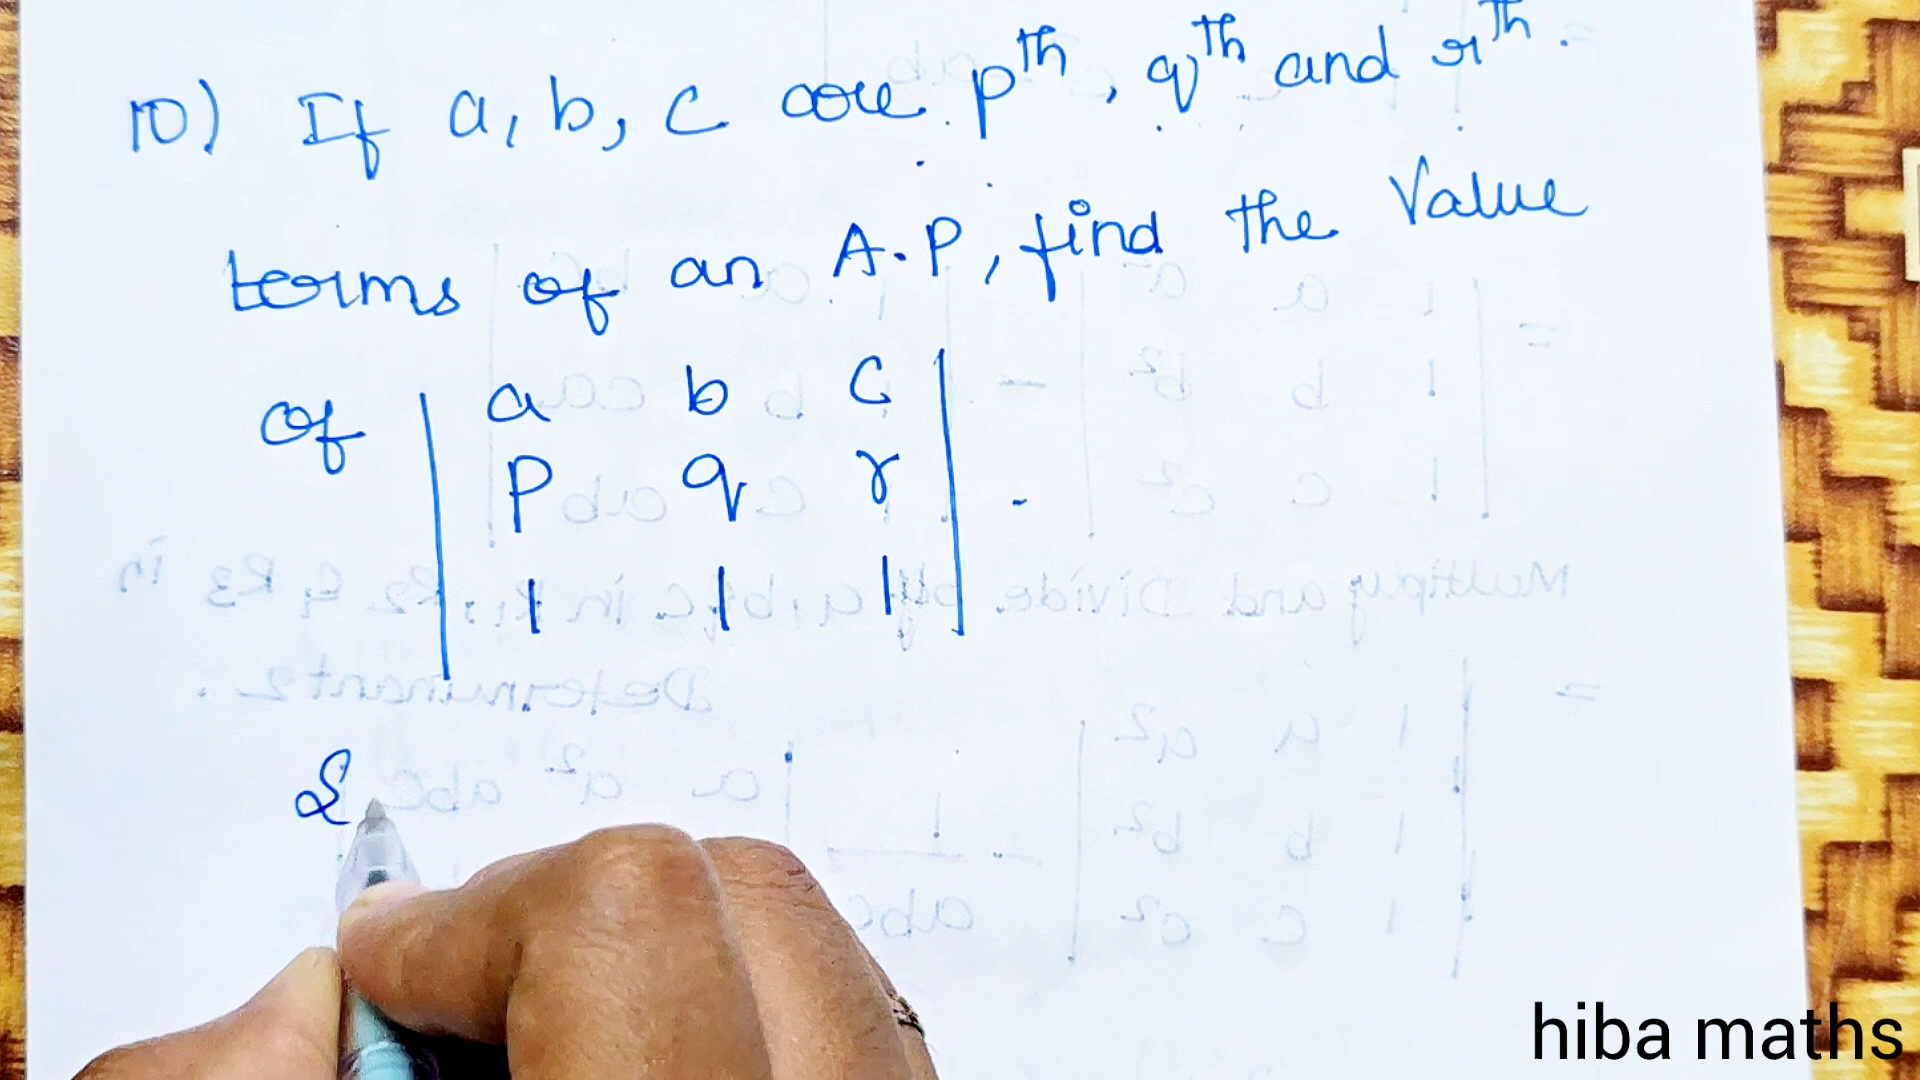 10) If a, b, c are pth, qth and rth
terms of an A.P, find the Value
of | a b c |
| p q r | .
| 1 1 1 |
S
hiba maths